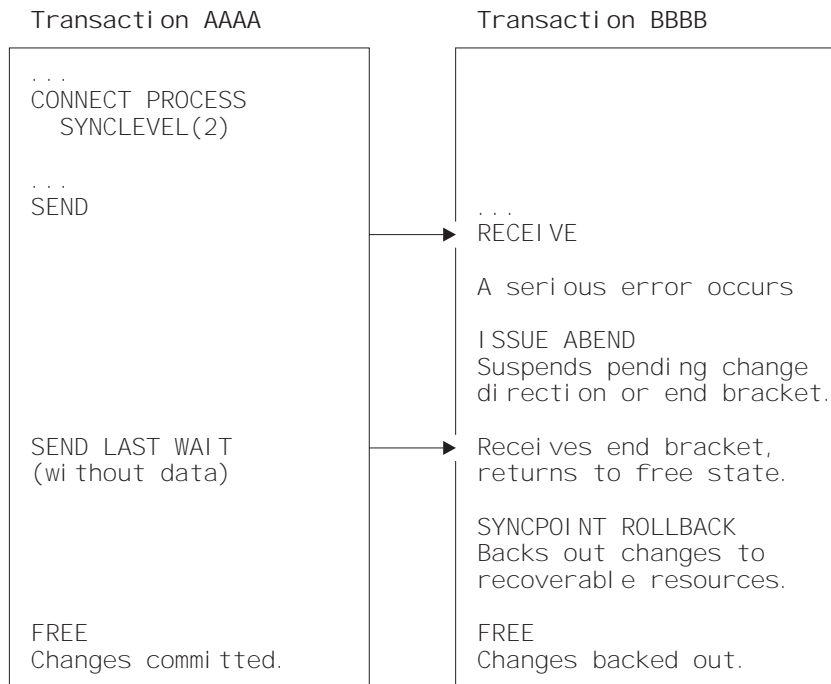 Transaction AAAA
...
CONNECT PROCESS
SYNCLEVEL(2)
...
SEND
SEND LAST WAIT
(without data)
FREE
Changes committed.
Transaction BBBB
...
RECEIVE
A serious error occurs
ISSUE ABEND
Suspends pending change
direction or end bracket.
Receives end bracket,
returns to free state.
SYNCPOINT ROLLBACK
Backs out changes to
recoverable resources.
FREE
Changes backed out.